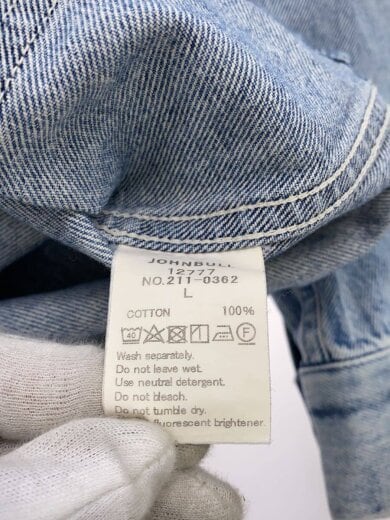 JOHNBULL
12777
NO.211-0362
L
COTTON 100%
40 F
Wash separately.
Do not leave wet.
Use neutral detergent.
Do not bleach.
Do not tumble dry.
fluorescent brightener.